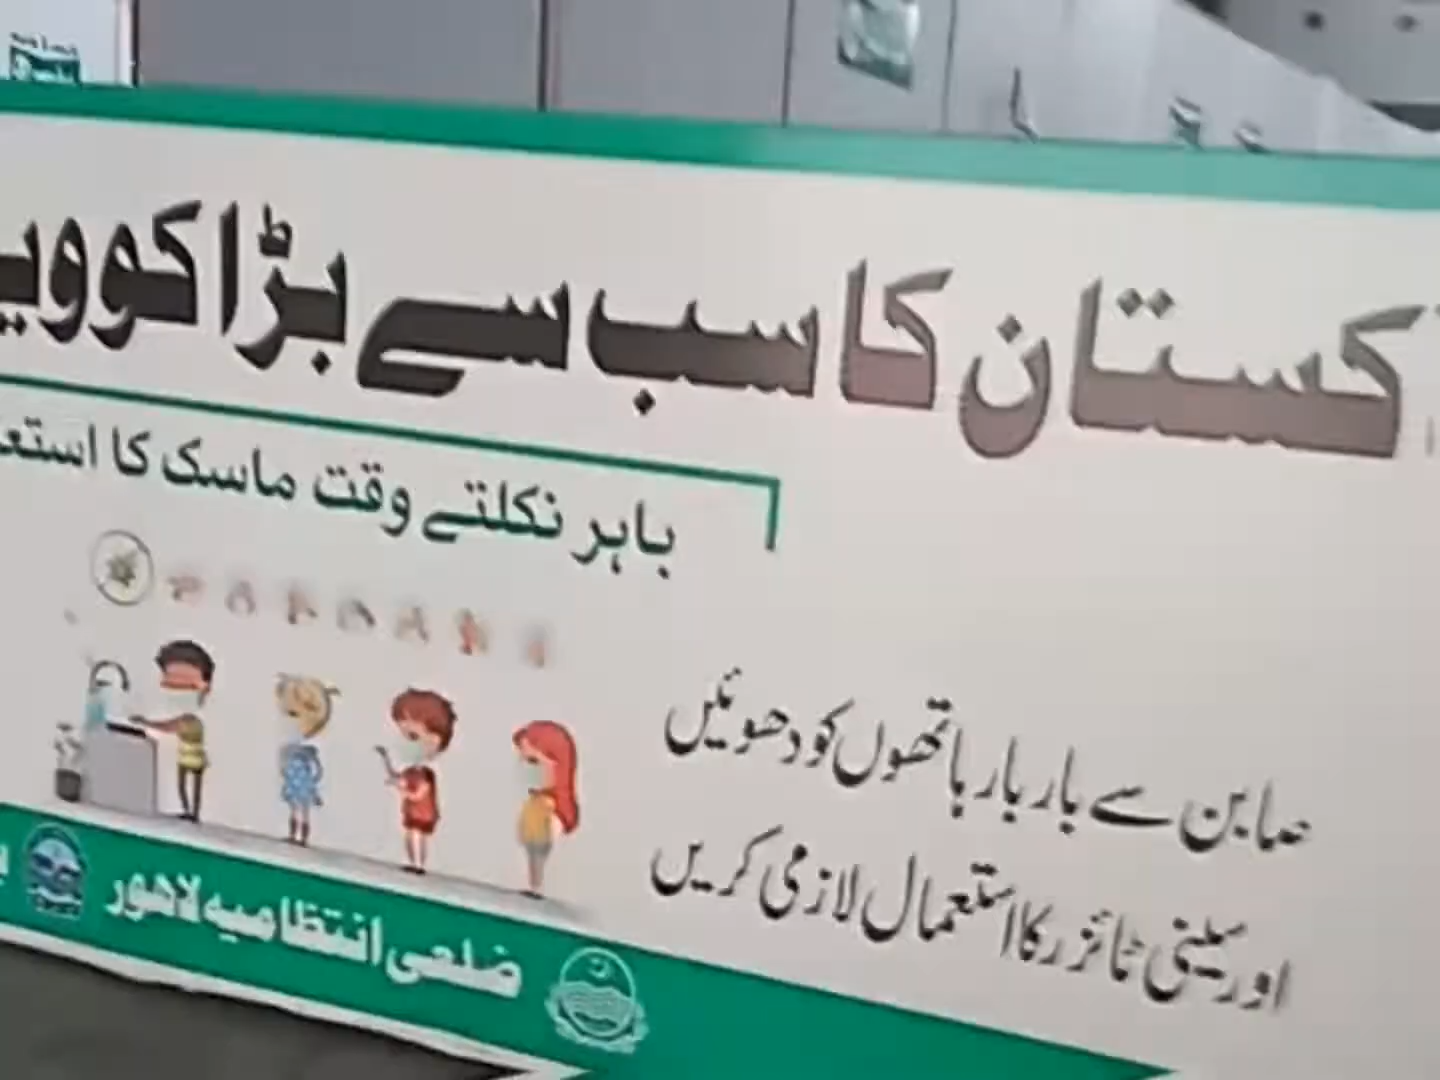 کستان کا سب سے بڑا کووی
باہر نکلتے وقت ماسک کا استع
صابن سے بار بار ہاتھوں کو دھوئیں
اور سینی ٹائزر کا استعمال لازمی کریں
ضلعی انتظامیہ لاہور